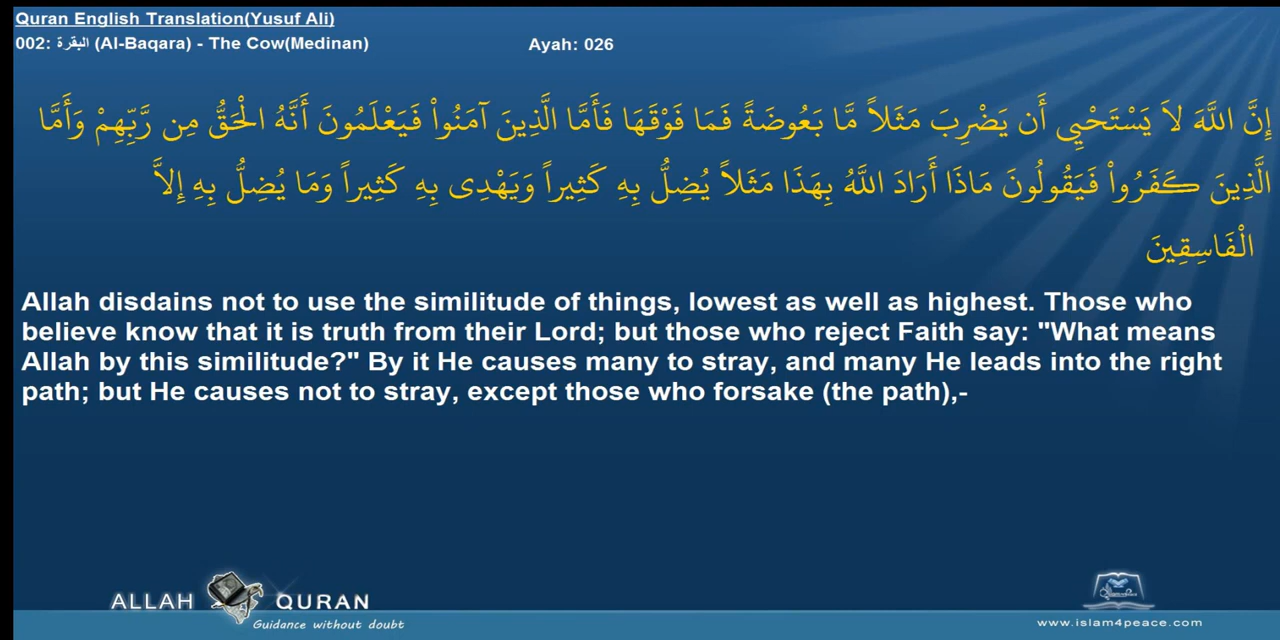 Quran English Translation(Yusuf Ali)
002: البقرة (Al-Baqara) - The Cow(Medinan)
Ayah: 026
إِنَّ اللَّهَ لاَ يَسْتَحْيِي أَن يَضْرِبَ مَثَلاً مَّا بَعُوضَةً فَمَا فَوْقَهَا فَأَمَّا الَّذِينَ آمَنُواْ فَيَعْلَمُونَ أَنَّهُ الْحَقُّ مِن رَّبِّهِمْ وَأَمَّا
الَّذِينَ كَفَرُواْ فَيَقُولُونَ مَاذَا أَرَادَ اللَّهُ بِهَذَا مَثَلاً يُضِلُّ بِهِ كَثِيراً وَيَهْدِى بِهِ كَثِيراً وَمَا يُضِلُّ بِهِ إِلاَّ
الْفَاسِقِينَ
Allah disdains not to use the similitude of things, lowest as well as highest. Those who
believe know that it is truth from their Lord; but those who reject Faith say: "What means
Allah by this similitude?" By it He causes many to stray, and many He leads into the right
path; but He causes not to stray, except those who forsake (the path),-
ALLAH QURAN
Guidance without doubt
www.islam4peace.com